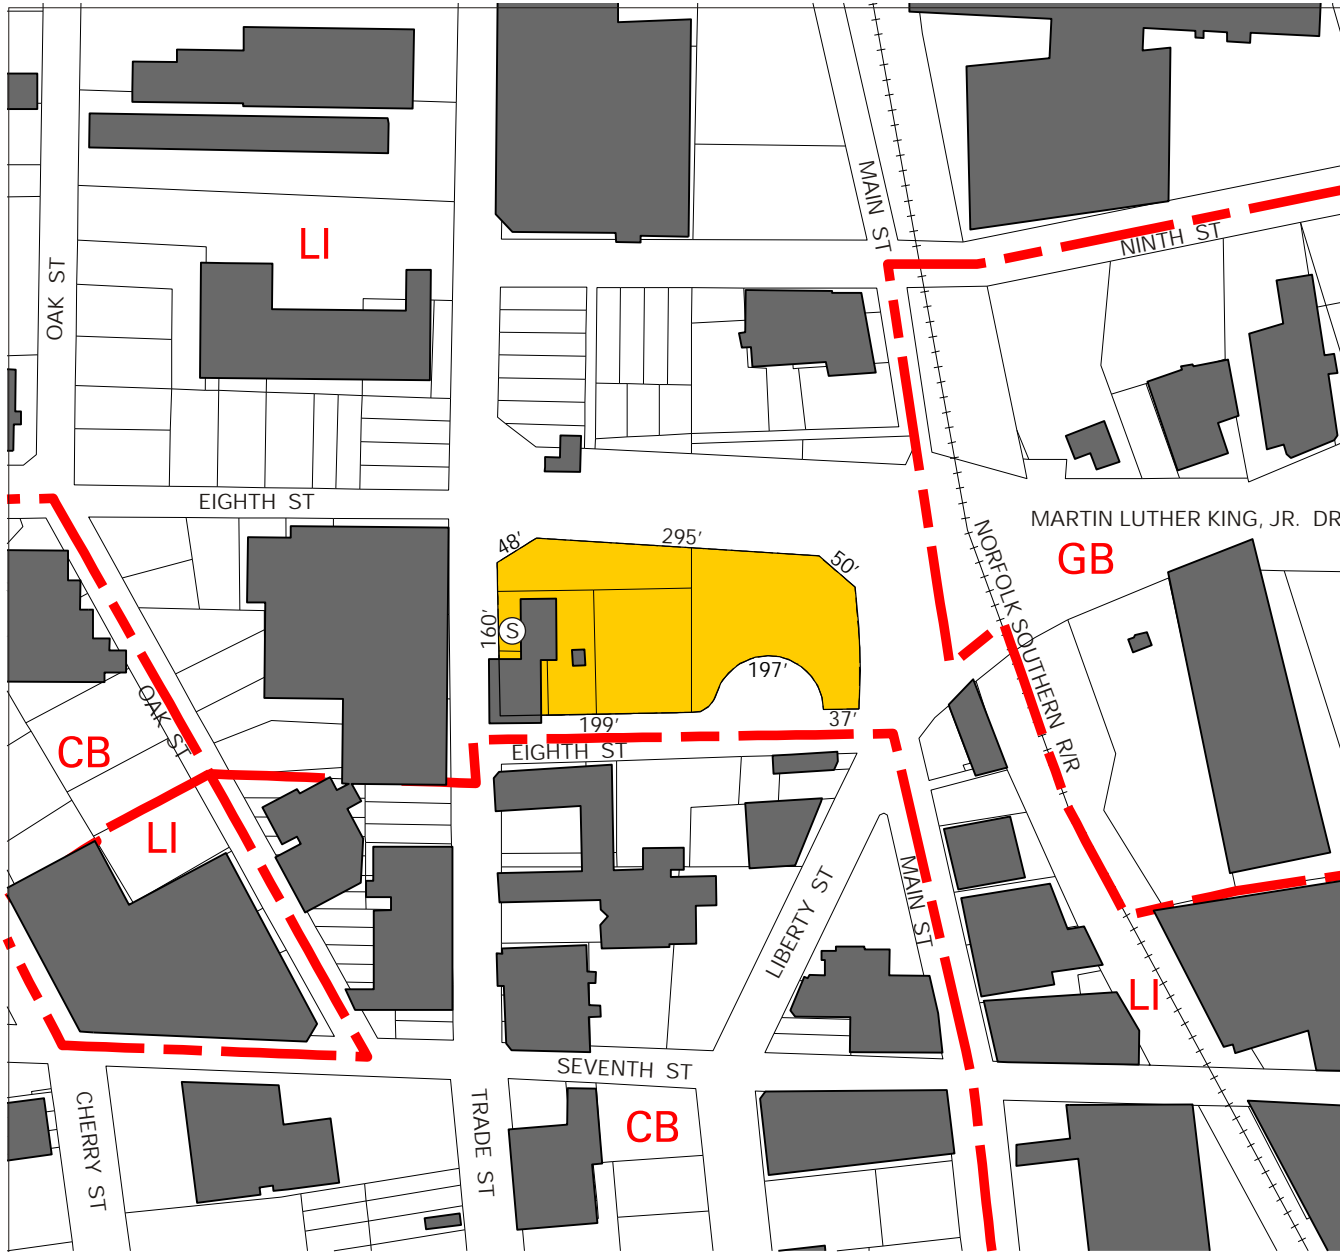 MAIN ST
LI
NINTH ST
OAK ST
EIGHTH ST
MARTIN LUTHER KING, JR. DR
48'
295'
50'
GB
NORFOLK SOUTHERN R/R
160'
S
197'
OAK ST
199'
37'
CB
EIGHTH ST
LI
MAIN ST
LIBERTY ST
LI
SEVENTH ST
CHERRY ST
TRADE ST
CB